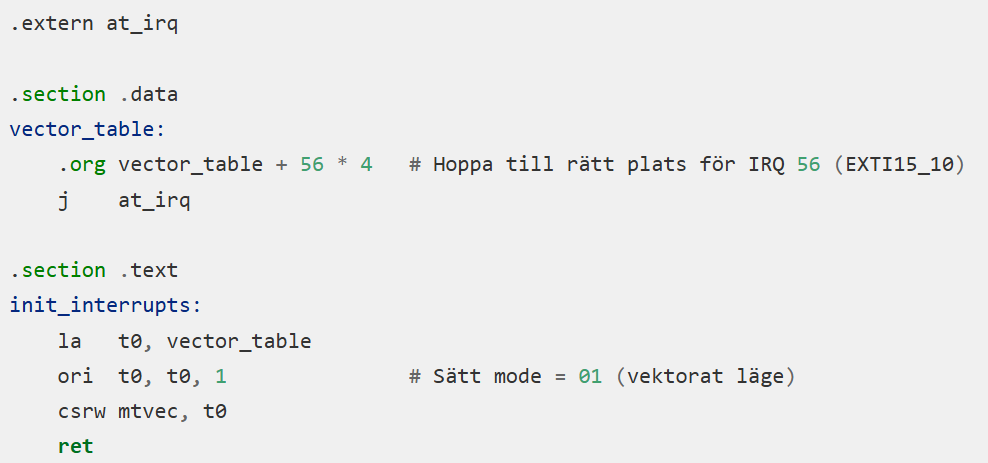 .extern at_irq
.section .data
vector_table:
    .org vector_table + 56 * 4   # Hoppa till rätt plats för IRQ 56 (EXTI15_10)
    j    at_irq
.section .text
init_interrupts:
    la   t0, vector_table
    ori  t0, t0, 1               # Sätt mode = 01 (vektorat läge)
    csrw mtvec, t0
    ret